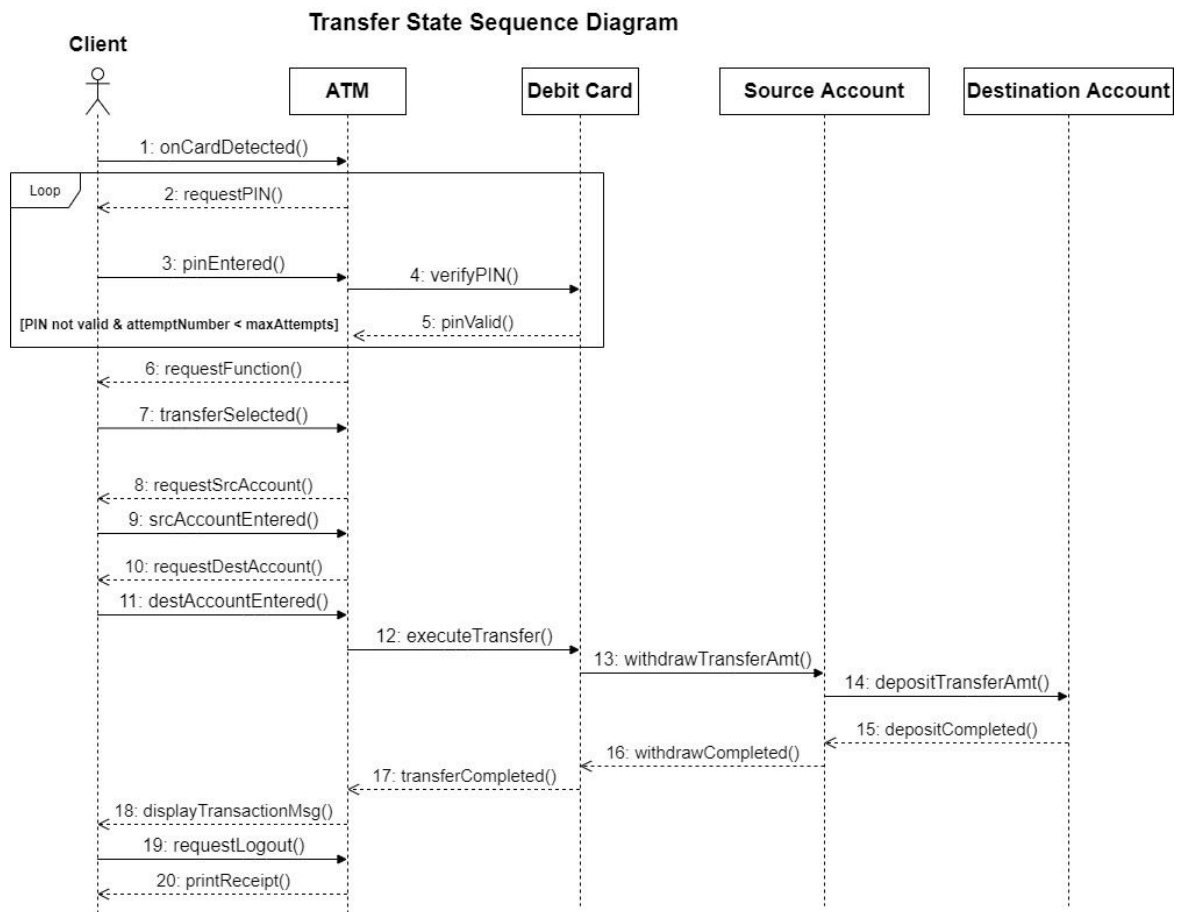 Transfer State Sequence Diagram
Client
ATM
Debit Card
Source Account
Destination Account
1: onCardDetected()
Loop
2: requestPIN()
3: pinEntered()
4: verifyPIN()
[PIN not valid & attemptNumber < maxAttempts]
5: pinValid()
6: requestFunction()
7: transferSelected()
8: requestSrcAccount()
9: srcAccountEntered()
10: requestDestAccount()
11: destAccountEntered()
12: executeTransfer()
13: withdrawTransferAmt()
14: depositTransferAmt()
15: depositCompleted()
16: withdrawCompleted()
17: transferCompleted()
18: displayTransactionMsg()
19: requestLogout()
20: printReceipt()